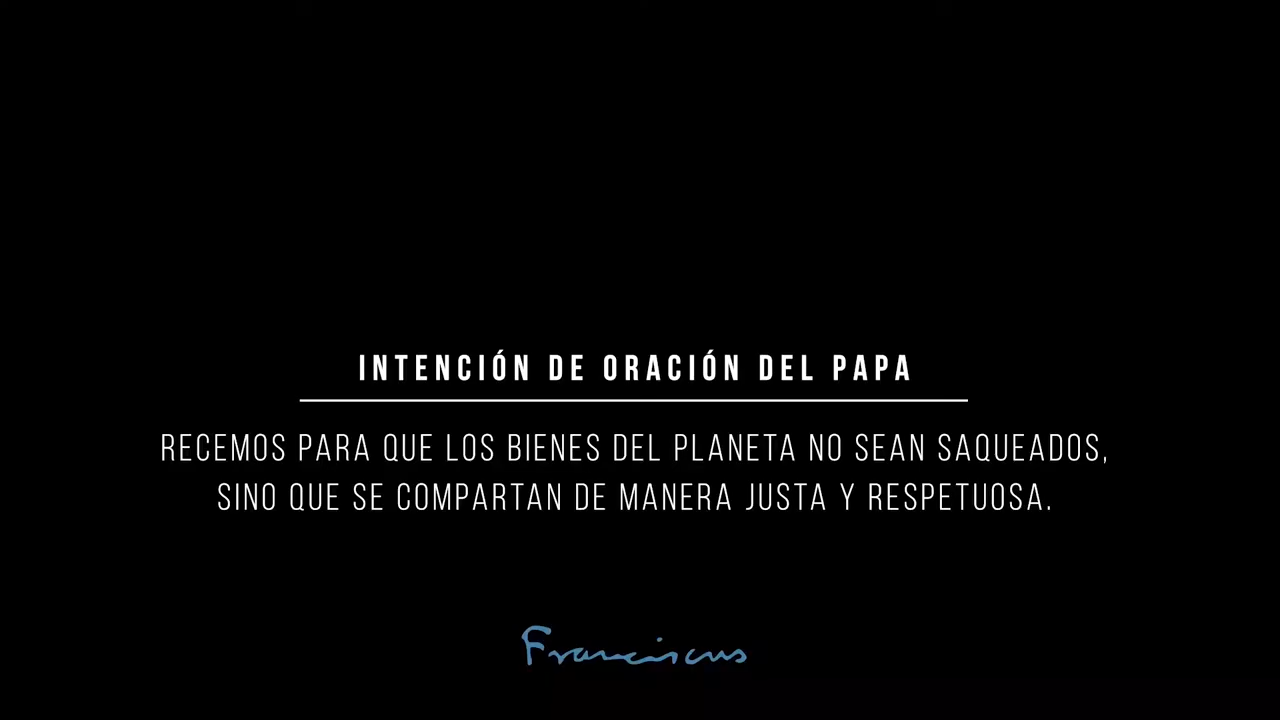 INTENCIÓN DE ORACIÓN DEL PAPA
RECEMOS PARA QUE LOS BIENES DEL PLANETA NO SEAN SAQUEADOS,
SINO QUE SE COMPARTAN DE MANERA JUSTA Y RESPETUOSA.
Franciscus